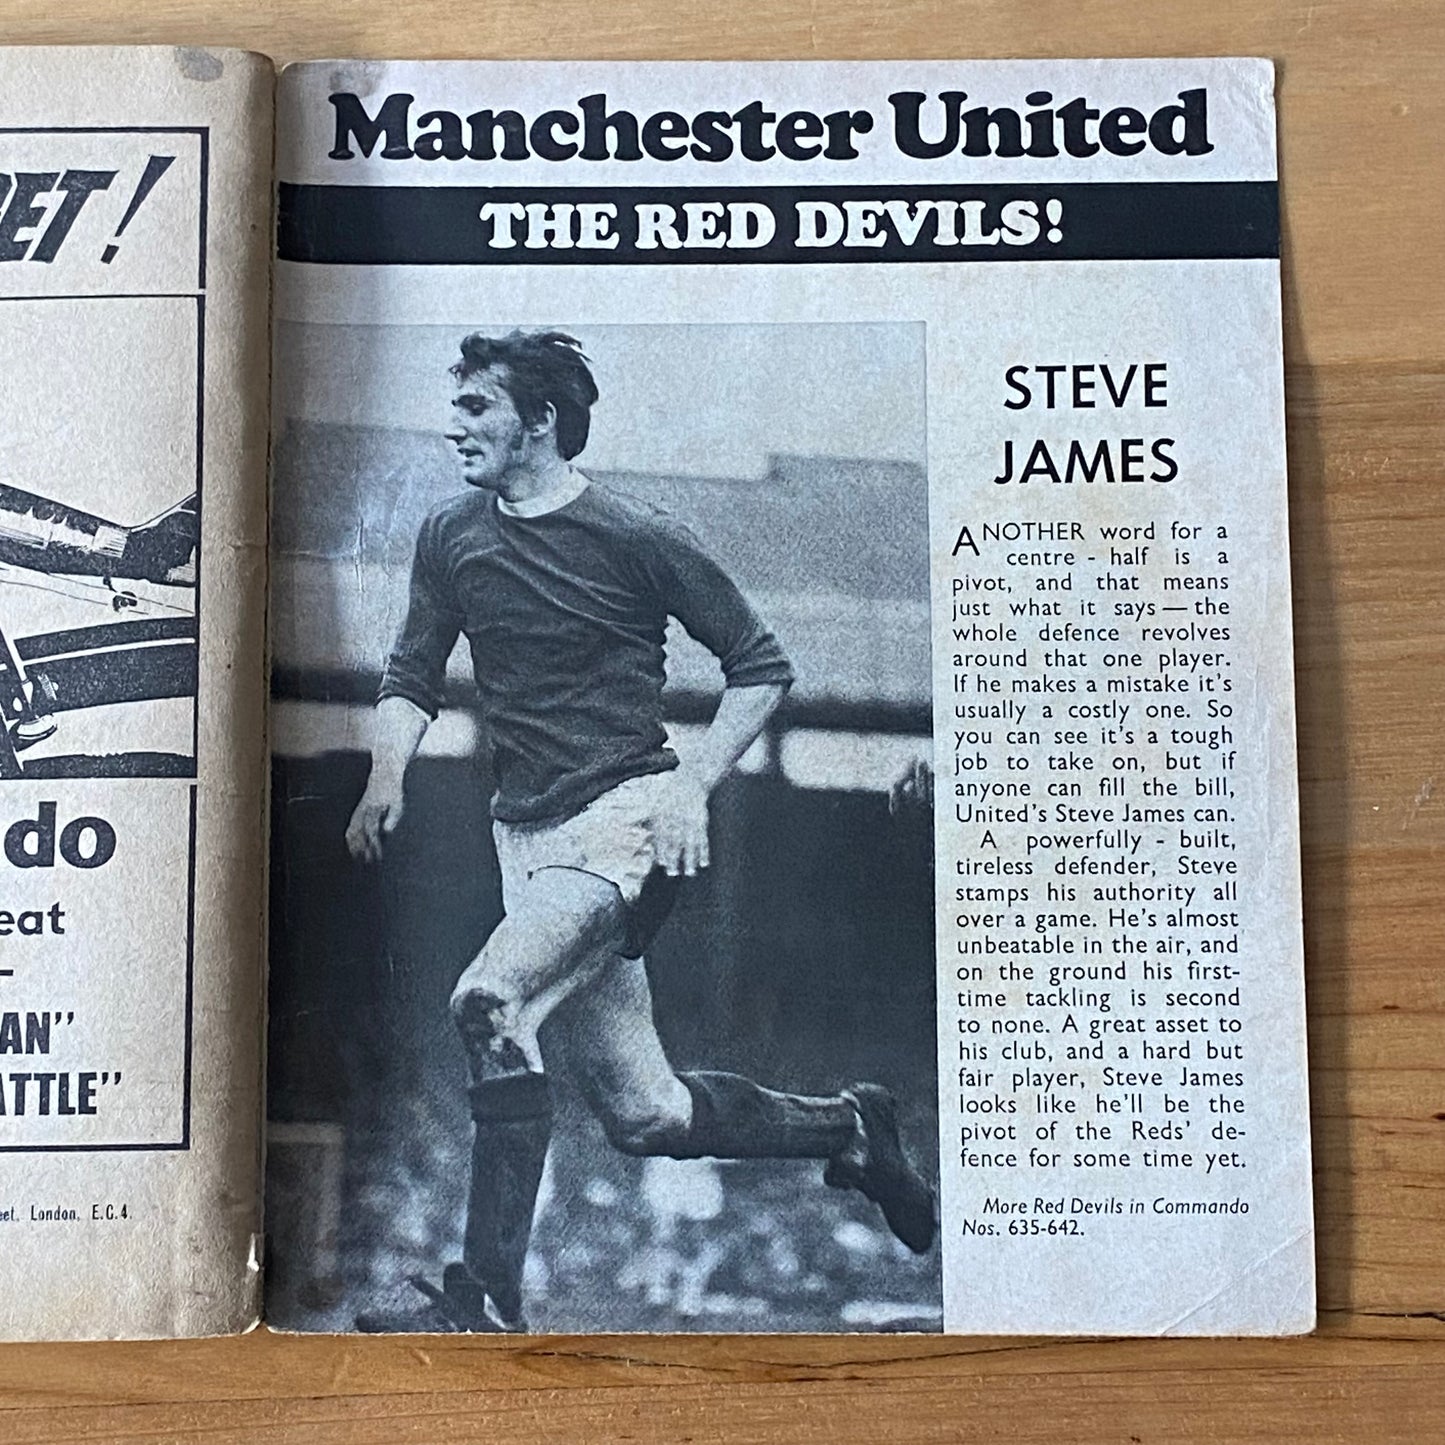 do
eat
AN"
ATTLE"
London, E.C.4.
Manchester United
THE RED DEVILS!
STEVE
JAMES
ANOTHER word for a
centre - half is a
pivot, and that means
just what it says — the
whole defence revolves
around that one player.
If he makes a mistake it's
usually a costly one. So
you can see it's a tough
job to take on, but if
anyone can fill the bill,
United's Steve James can.
A powerfully - built,
tireless defender, Steve
stamps his authority all
over a game. He's almost
unbeatable in the air, and
on the ground his first-
time tackling is second
to none. A great asset to
his club, and a hard but
fair player, Steve James
looks like he'll be the
pivot of the Reds' de-
fence for some time yet.
More Red Devils in Commando
Nos. 635-642.